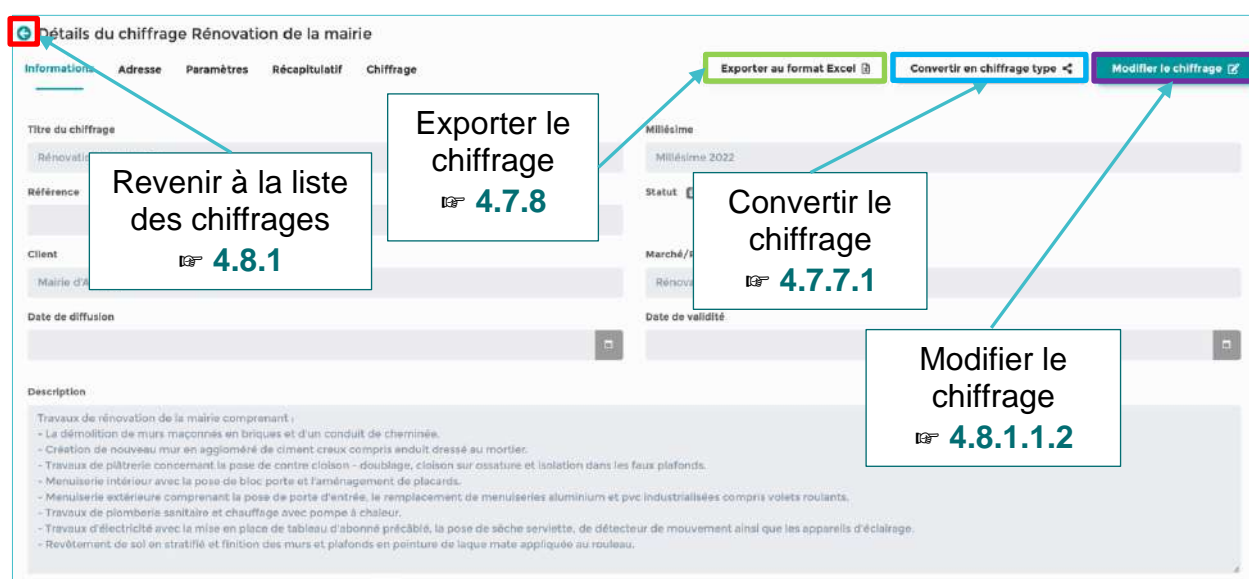 Détails du chiffrage Rénovation de la mairie
Informations Adresse Paramètres Récapitulatif Chiffrage
Exporter au format Excel Convertir en chiffrage type Modifier le chiffrage
Exporter le
chiffrage
☞ 4.7.8
Titre du chiffrage
Millésime
Millésime 2022
Revenir à la liste
des chiffrages
☞ 4.8.1
Référence
Statut
Convertir le
chiffrage
☞ 4.7.7.1
Client
Mairie
Date de diffusion
Date de validité
Modifier le
chiffrage
☞ 4.8.1.1.2
Description
Travaux de rénovation de la mairie comprenant :
- La démolition de murs maçonnés en briques et d'un conduit de cheminée.
- Création de nouveau mur en aggloméré de ciment creux compris enduit dressé au mortier.
- Travaux de plâtrerie concernant la pose de contre cloison - doublage, cloison sur ossature et isolation dans les faux plafonds.
- Menuiserie intérieur avec la pose de bloc porte et l'aménagement de placards.
- Menuiserie extérieure comprenant la pose de porte d'entrée, le remplacement de menuiseries aluminium et pvc industrialisées compris volets roulants.
- Travaux de plomberie sanitaire et chauffage avec pompe à chaleur.
- Travaux d'électricité avec la mise en place de tableau d'abonné précâblé, la pose de sèche serviette, de détecteur de mouvement ainsi que les appareils d'éclairage.
- Revêtement de sol en stratifié et finition des murs et plafonds en peinture de laque mate appliquée au rouleau.